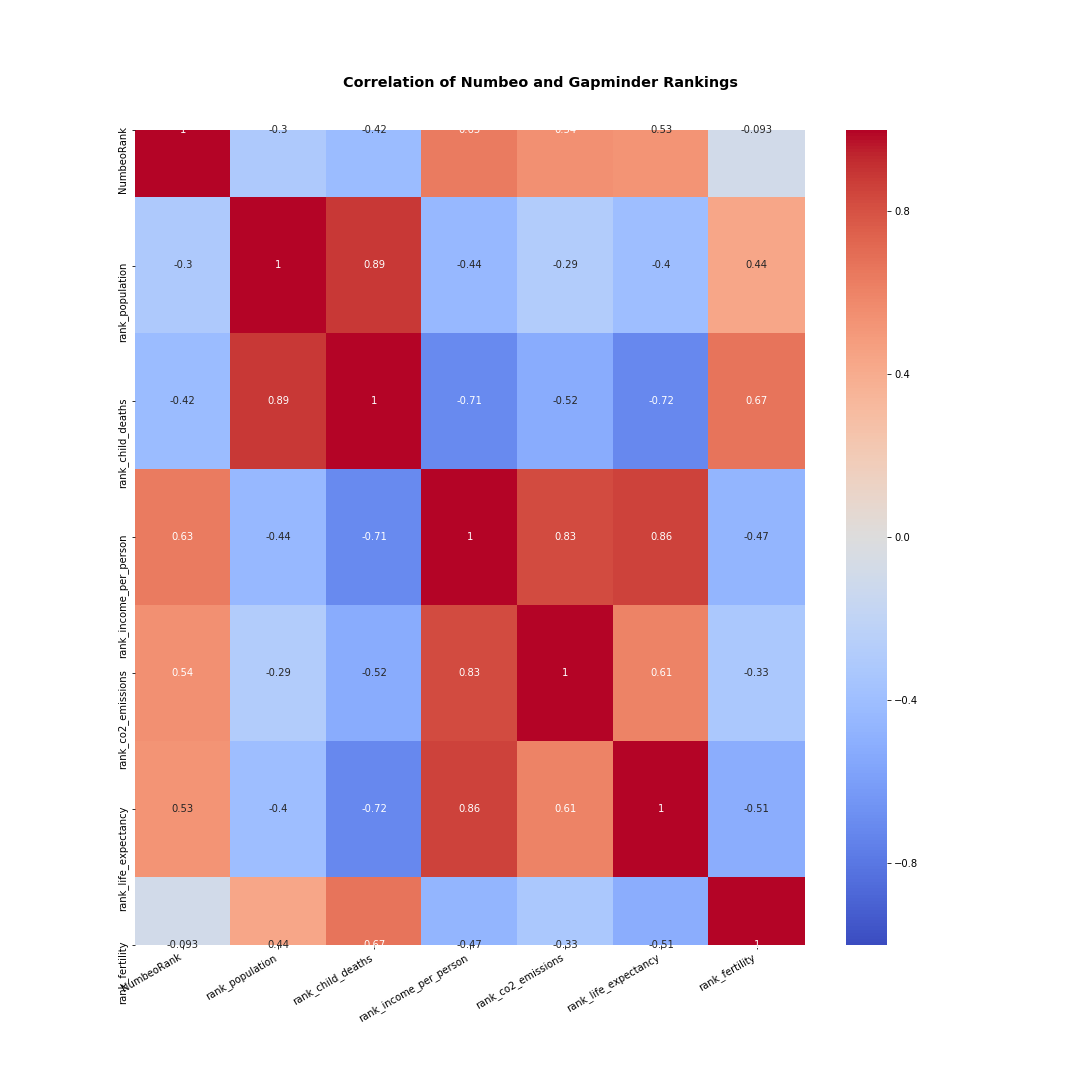 Correlation of Numbeo and Gapminder Rankings
NumbeoRank 1 -0.3 -0.42 0.63 0.54 0.53 -0.093
rank_population -0.3 1 0.89 -0.44 -0.29 -0.4 0.44
rank_child_deaths -0.42 0.89 1 -0.71 -0.52 -0.72 0.67
rank_income_per_person 0.63 -0.44 -0.71 1 0.83 0.86 -0.47
rank_co2_emissions 0.54 -0.29 -0.52 0.83 1 0.61 -0.33
rank_life_expectancy 0.53 -0.4 -0.72 0.86 0.61 1 -0.51
rank_fertility -0.093 0.44 0.67 -0.47 -0.33 -0.51 1
NumbeoRank rank_population rank_child_deaths rank_income_per_person rank_co2_emissions rank_life_expectancy rank_fertility
0.8
0.4
0.0
−0.4
−0.8